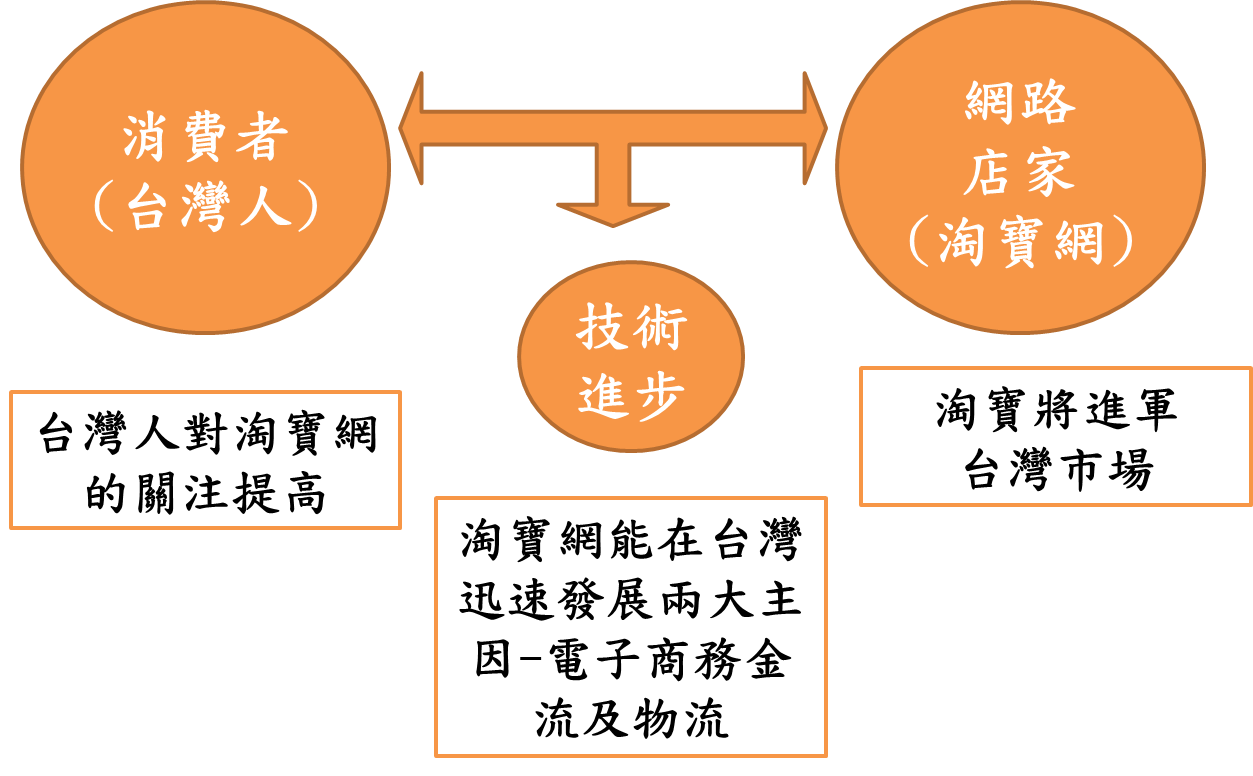 消費者
（台灣人）
網路
店家
（淘寶網）
技術
進步
台灣人對淘寶網
的關注提高
淘寶將進軍
台灣市場
淘寶網能在台灣
迅速發展兩大主
因-電子商務金
流及物流